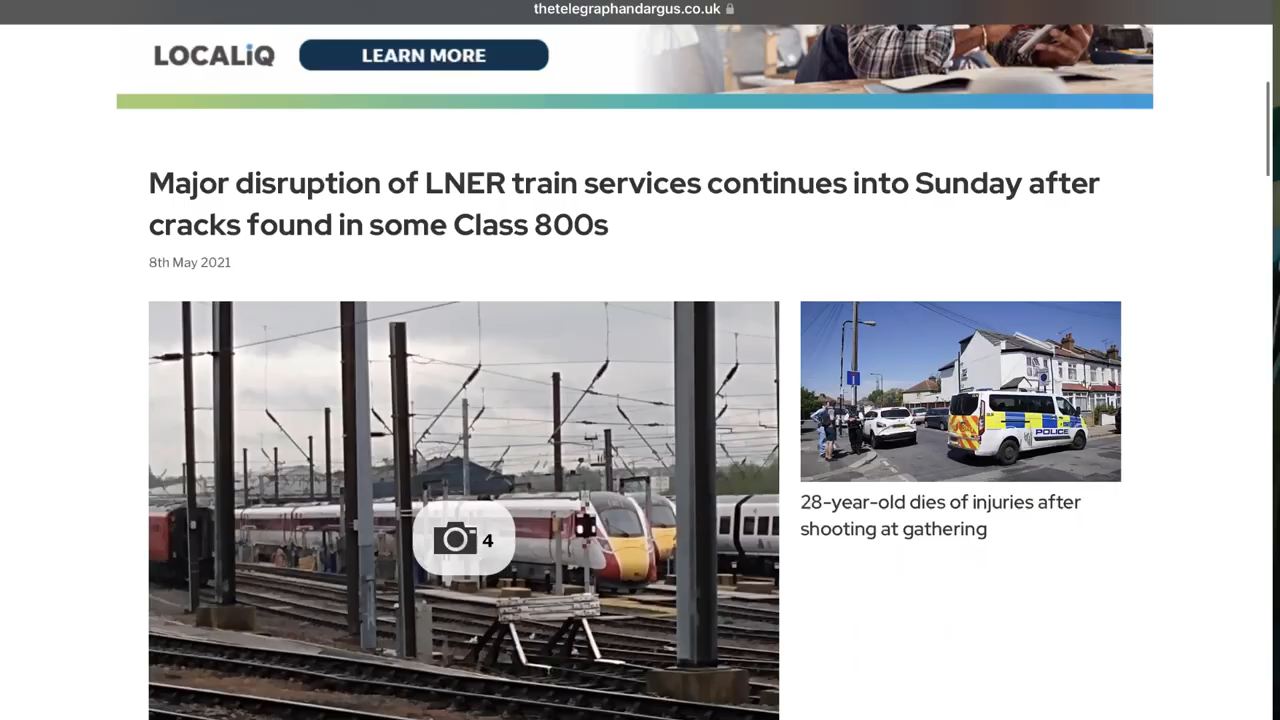 thetelegraphandargus.co.uk
LOCALiQ
LEARN MORE
Major disruption of LNER train services continues into Sunday after
cracks found in some Class 800s
8th May 2021
4
POLICE
28-year-old dies of injuries after
shooting at gathering